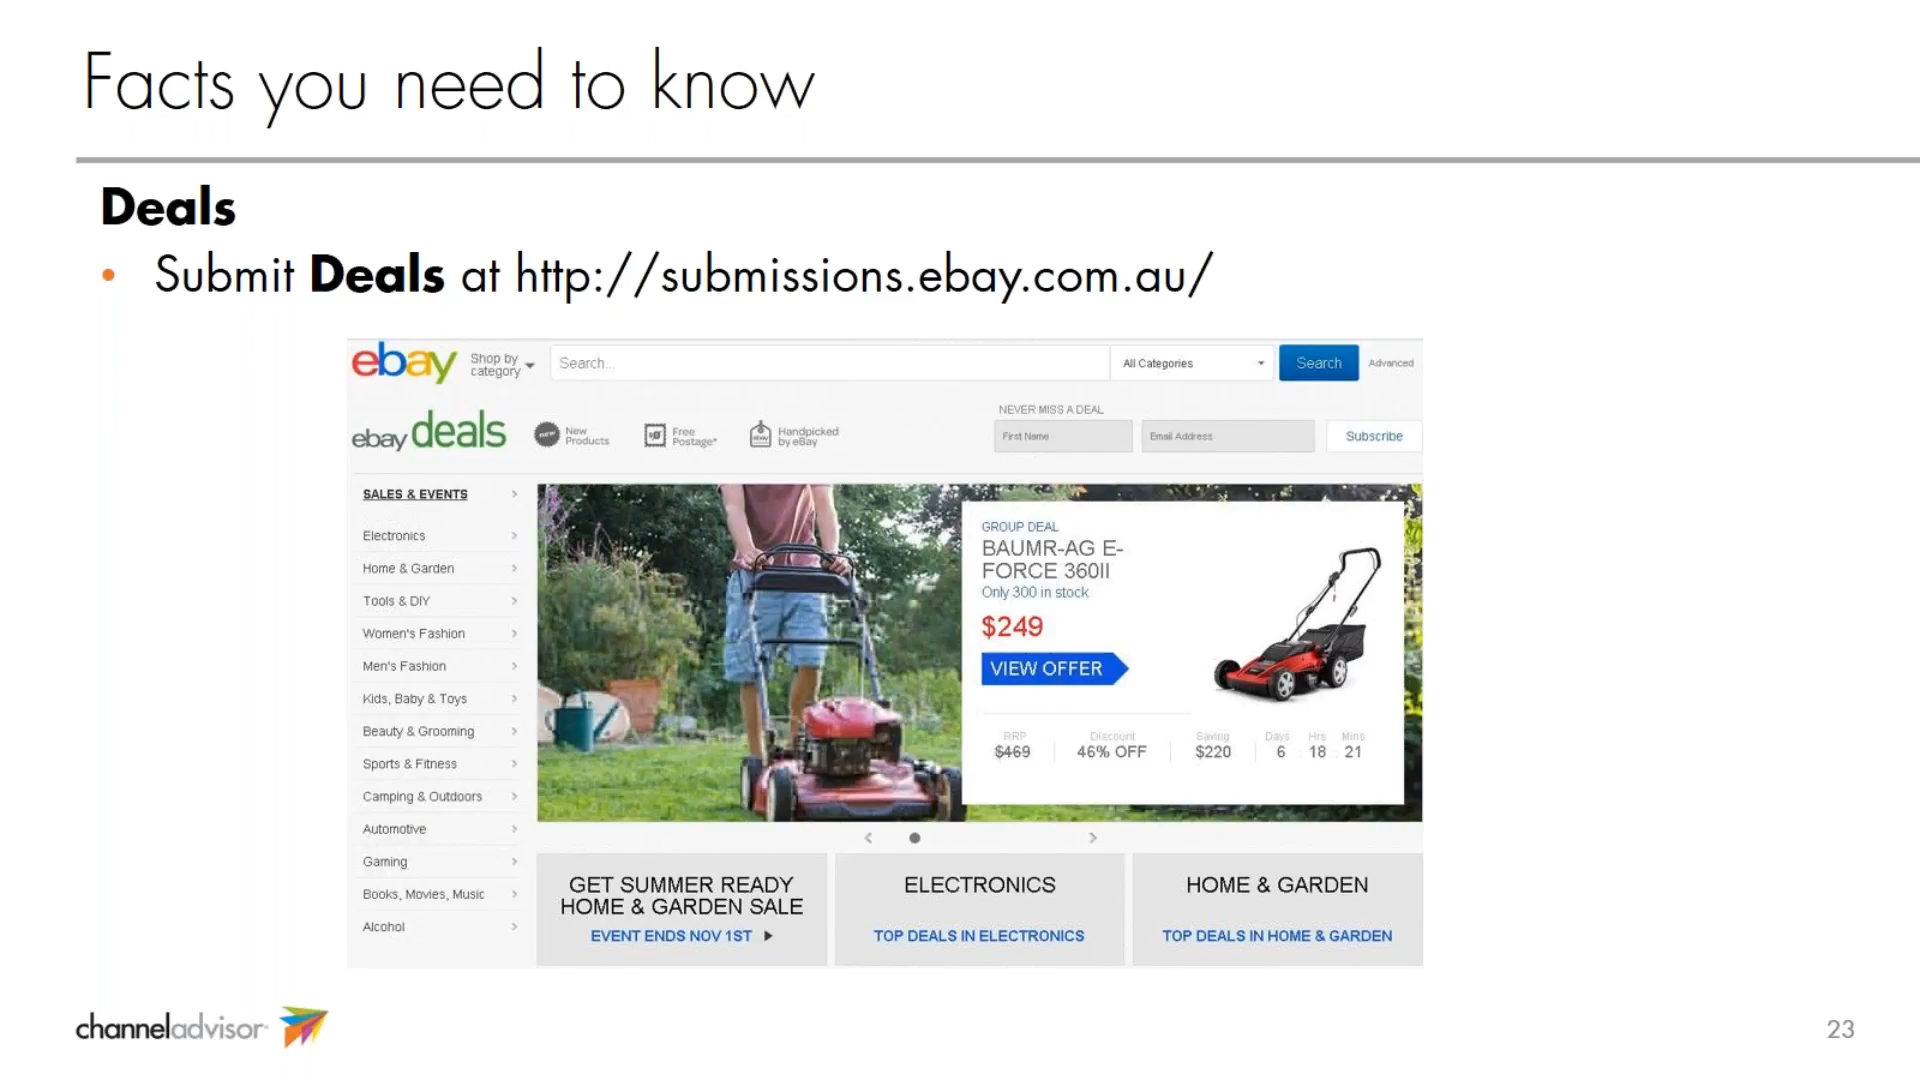 Facts you need to know
Deals
• Submit Deals at http://submissions.ebay.com.au/
ebay
Shop by
category
Search...
All Categories
Search
Advanced
ebay deals
new
New
Products
Free
Postage*
ebay
Handpicked
by eBay
NEVER MISS A DEAL
First Name
Email Address
Subscribe
SALES & EVENTS
Electronics
Home & Garden
Tools & DIY
Women's Fashion
Men's Fashion
Kids, Baby & Toys
Beauty & Grooming
Sports & Fitness
Camping & Outdoors
Automotive
Gaming
Books, Movies, Music
Alcohol
GROUP DEAL
BAUMR-AG E-
FORCE 360II
Only 300 in stock
$249
VIEW OFFER
RRP
$469
Discount
46% OFF
Saving
$220
Days Hrs Mins
6 18 21
GET SUMMER READY
HOME & GARDEN SALE
EVENT ENDS NOV 1ST
ELECTRONICS
TOP DEALS IN ELECTRONICS
HOME & GARDEN
TOP DEALS IN HOME & GARDEN
channeladvisor
23